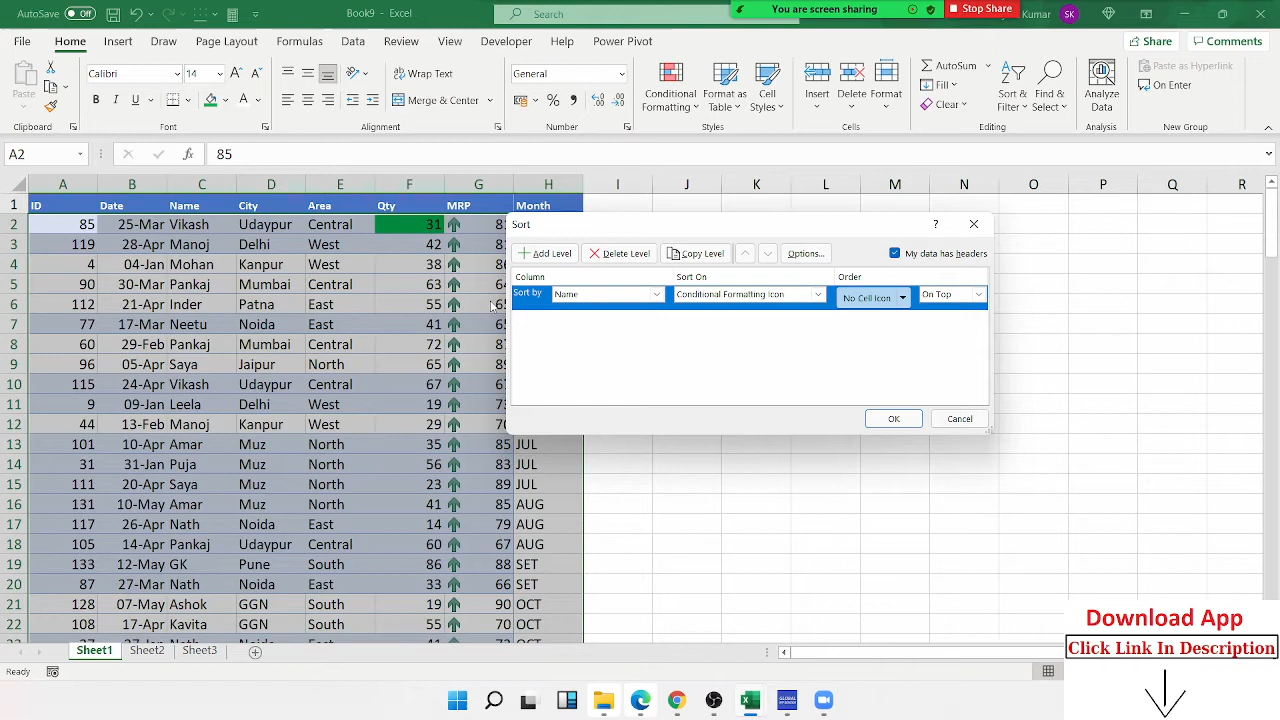 AutoSave Off Book9 - Excel Search You are screen sharing Stop Share Kumar SK
File Home Insert Draw Page Layout Formulas Data Review View Developer Help Power Pivot Share Comments
Paste Calibri 14 Wrap Text General Conditional Formatting Format as Table Cell Styles Insert Delete Format AutoSum Fill Clear Sort & Filter Find & Select Analyze Data Paste as Hyperlink On Enter
B I U Merge & Center
Clipboard Font Alignment Number Styles Cells Editing Analysis New Group
A2 fx 85
A B C D E F G H I J K L M N O P Q R
1 ID Date Name City Area Qty MRP Month
2 85 25-Mar Vikash Udaypur Central 31
3 119 28-Apr Manoj Delhi West 42
4 4 04-Jan Mohan Kanpur West 38
5 90 30-Mar Pankaj Mumbai Central 63
6 112 21-Apr Inder Patna East 55
7 77 17-Mar Neetu Noida East 41
8 60 29-Feb Pankaj Mumbai Central 72
9 96 05-Apr Saya Jaipur North 65
10 115 24-Apr Vikash Udaypur Central 67
11 9 09-Jan Leela Delhi West 19
12 44 13-Feb Manoj Kanpur West 29
13 101 10-Apr Amar Muz North 35 83 JUL
14 31 31-Jan Puja Muz North 56 83 JUL
15 111 20-Apr Saya Muz North 23 89 JUL
16 131 10-May Amar Muz North 41 85 AUG
17 117 26-Apr Nath Noida East 14 79 AUG
18 105 14-Apr Pankaj Udaypur Central 60 67 AUG
19 133 12-May GK Pune South 86 88 SET
20 87 27-Mar Nath Noida East 33 66 SET
21 128 07-May Ashok GGN South 19 90 OCT
22 108 17-Apr Kavita GGN South 55 70 OCT
Sort ?
Add Level Delete Level Copy Level Options... My data has headers
Column Sort On Order
Sort by Name Conditional Formatting Icon No Cell Icon On Top
OK Cancel
Sheet1 Sheet2 Sheet3
Ready
Download App
Click Link In Description